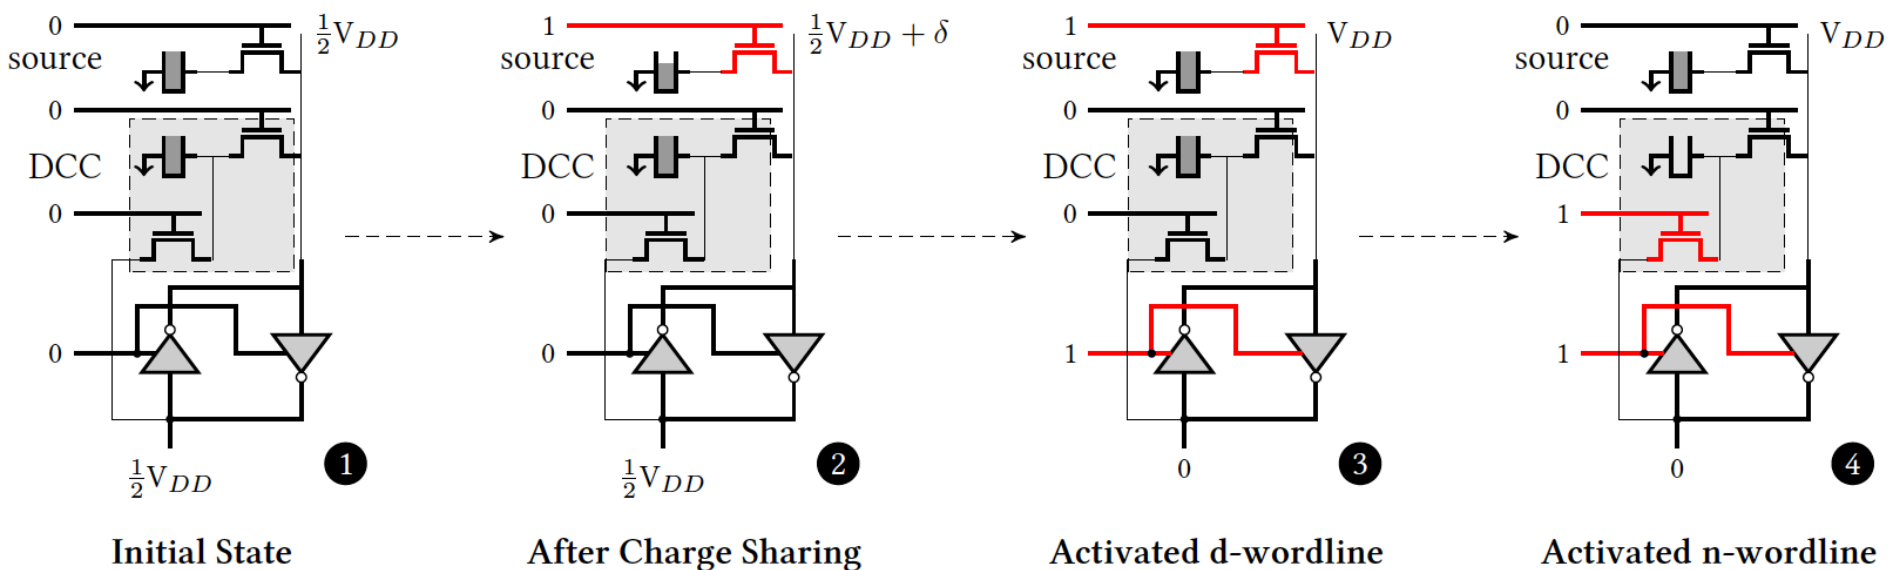 0
½V_DD
source
0
DCC
0
0
½V_DD
1
Initial State
1
½V_DD + δ
source
0
DCC
0
0
½V_DD
2
After Charge Sharing
1
V_DD
source
0
DCC
0
1
0
3
Activated d-wordline
0
V_DD
source
0
DCC
1
1
0
4
Activated n-wordline